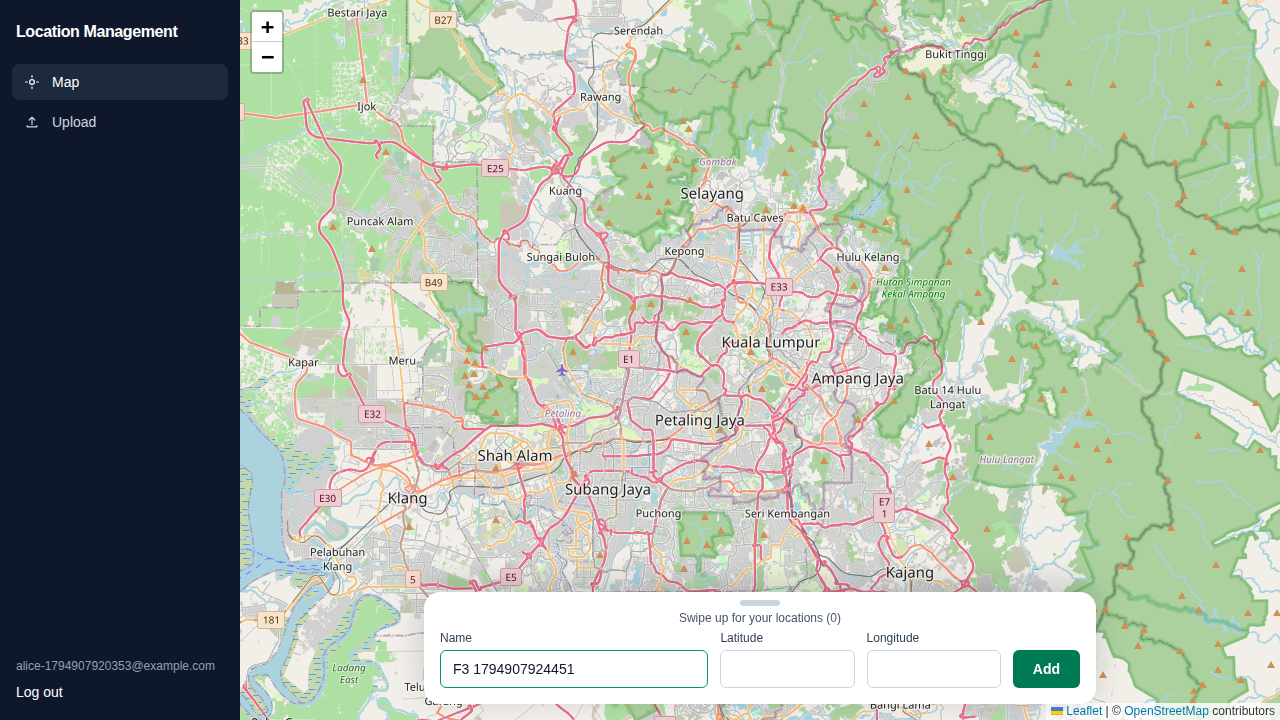 Location Management
Map
Upload
alice-1794907920353@example.com
Log out
+
−
Bestari Jaya
B27
Serendah
Bukit Tinggi
33
Ijok
Rawang
E25
Gombak
Kuang
Selayang
Puncak Alam
Batu Caves
Sungai Buloh
Kepong
Hulu Kelang
B49
E33
Hutan Simpanan
Kekal Ampang
Kuala Lumpur
Kapar
Meru
E1
Ampang Jaya
Batu 14 Hulu
Langat
E32
Petaling
Petaling Jaya
Shah Alam
Hulu Langat
Klang
Subang Jaya
E30
Puchong
Seri Kembangan
E7
1
Pelabuhan
Klang
5
E5
Kajang
181
Ladang
East
Swipe up for your locations (0)
Name
Latitude
Longitude
F3 1794907924451
Add
Leaflet | © OpenStreetMap contributors